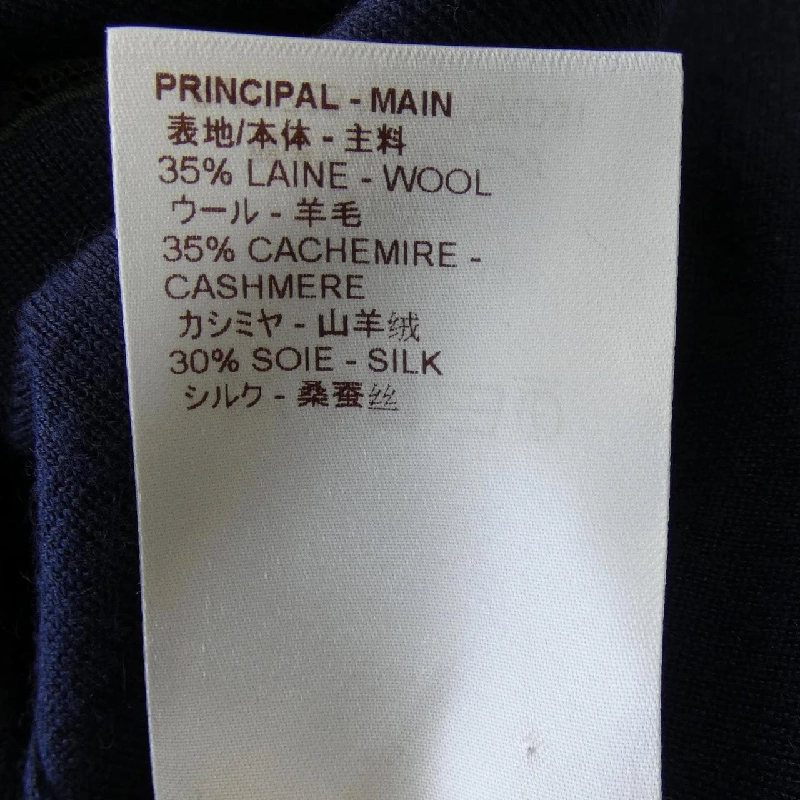 PRINCIPAL - MAIN
表地/本体 - 主料
35% LAINE - WOOL
ウール - 羊毛
35% CACHEMIRE -
CASHMERE
カシミヤ - 山羊绒
30% SOIE - SILK
シルク - 桑蚕丝